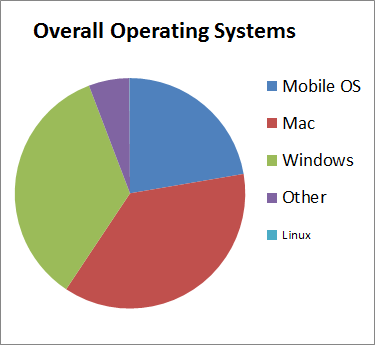 Overall Operating Systems
Mobile OS
Mac
Windows
Other
Linux